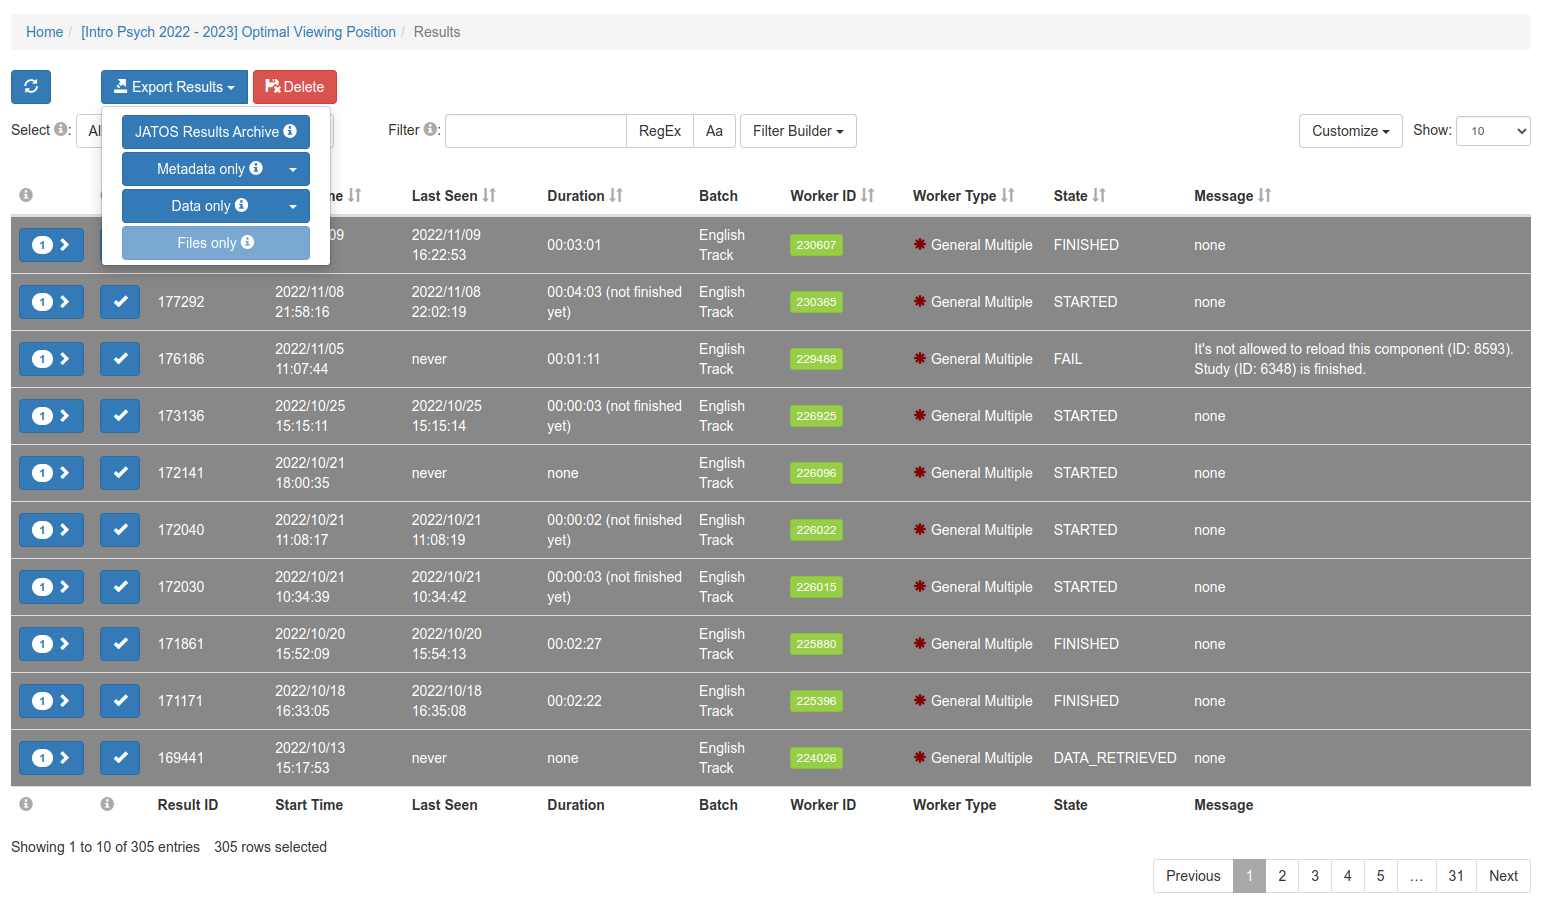 Home / [Intro Psych 2022 - 2023] Optimal Viewing Position / Results
Export Results Delete
Select : Al Filter : RegEx Aa Filter Builder Customize Show: 10
JATOS Results Archive
Metadata only
Data only
Files only
Last Seen Duration Batch Worker ID Worker Type State Message
2022/11/09 16:22:53 00:03:01 English Track 230607 General Multiple FINISHED none
1 177292 2022/11/08 21:58:16 2022/11/08 22:02:19 00:04:03 (not finished yet) English Track 230365 General Multiple STARTED none
1 176186 2022/11/05 11:07:44 never 00:01:11 English Track 229488 General Multiple FAIL It's not allowed to reload this component (ID: 8593). Study (ID: 6348) is finished.
1 173136 2022/10/25 15:15:11 2022/10/25 15:15:14 00:00:03 (not finished yet) English Track 226925 General Multiple STARTED none
1 172141 2022/10/21 18:00:35 never none English Track 226096 General Multiple STARTED none
1 172040 2022/10/21 11:08:17 2022/10/21 11:08:19 00:00:02 (not finished yet) English Track 226022 General Multiple STARTED none
1 172030 2022/10/21 10:34:39 2022/10/21 10:34:42 00:00:03 (not finished yet) English Track 226015 General Multiple STARTED none
1 171861 2022/10/20 15:52:09 2022/10/20 15:54:13 00:02:27 English Track 225880 General Multiple FINISHED none
1 171171 2022/10/18 16:33:05 2022/10/18 16:35:08 00:02:22 English Track 225396 General Multiple FINISHED none
1 169441 2022/10/13 15:17:53 never none English Track 224026 General Multiple DATA_RETRIEVED none
Result ID Start Time Last Seen Duration Batch Worker ID Worker Type State Message
Showing 1 to 10 of 305 entries 305 rows selected
Previous 1 2 3 4 5 … 31 Next